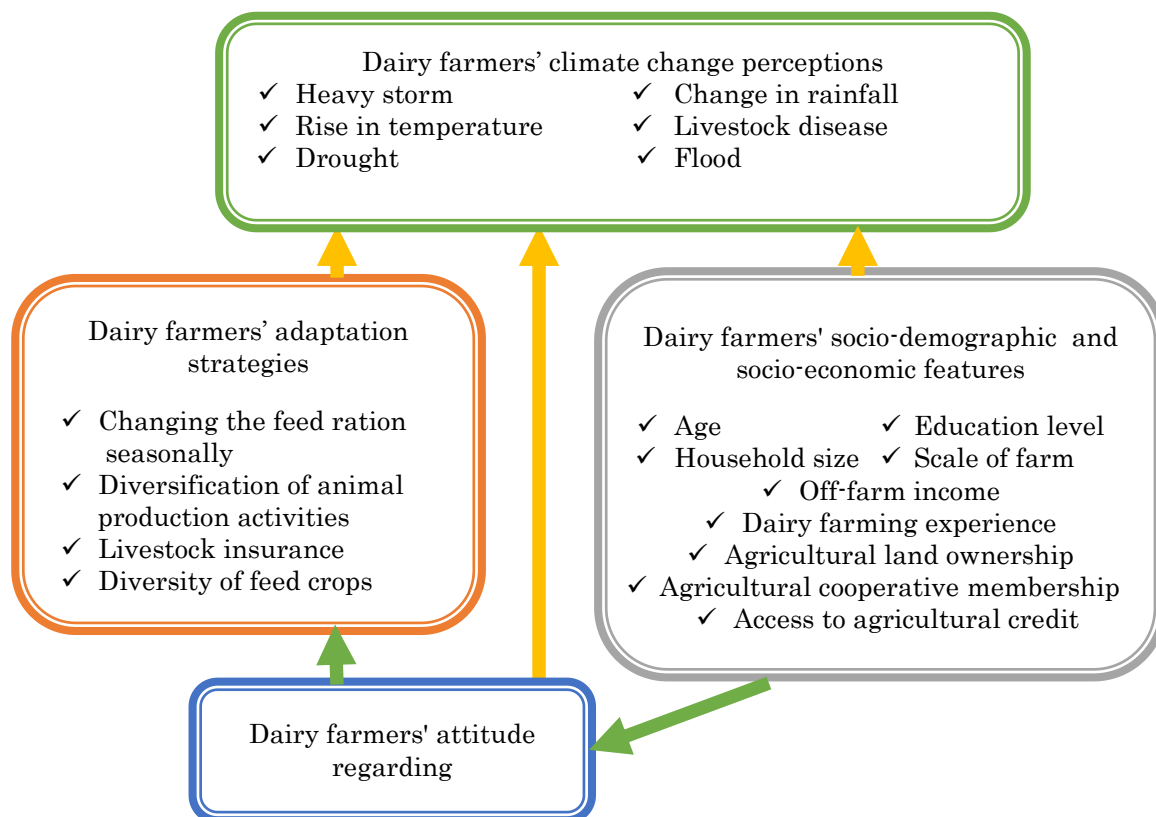 Dairy farmers’ climate change perceptions
✓ Heavy storm
✓ Rise in temperature
✓ Drought
✓ Change in rainfall
✓ Livestock disease
✓ Flood
Dairy farmers’ adaptation
strategies
✓ Changing the feed ration
seasonally
✓ Diversification of animal
production activities
✓ Livestock insurance
✓ Diversity of feed crops
Dairy farmers' socio-demographic and
socio-economic features
✓ Age ✓ Education level
✓ Household size ✓ Scale of farm
✓ Off-farm income
✓ Dairy farming experience
✓ Agricultural land ownership
✓ Agricultural cooperative membership
✓ Access to agricultural credit
Dairy farmers' attitude
regarding